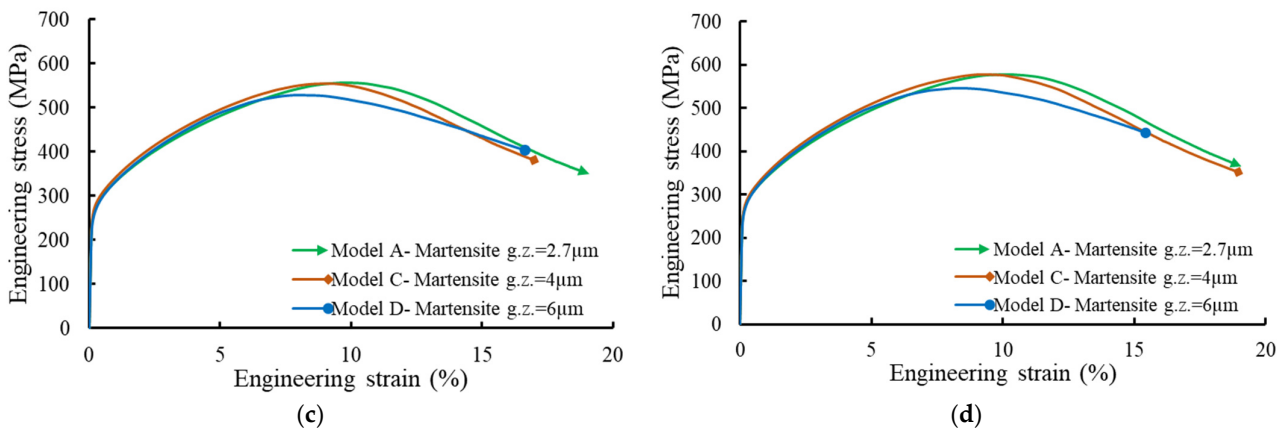 Engineering stress (MPa)
700
600
500
400
300
200
100
0
0 5 10 15 20
Engineering strain (%)
Model A- Martensite g.z.=2.7µm
Model C- Martensite g.z.=4µm
Model D- Martensite g.z.=6µm
(c)
Engineering stress (MPa)
700
600
500
400
300
200
100
0
0 5 10 15 20
Engineering strain (%)
Model A- Martensite g.z.=2.7µm
Model C- Martensite g.z.=4µm
Model D- Martensite g.z.=6µm
(d)